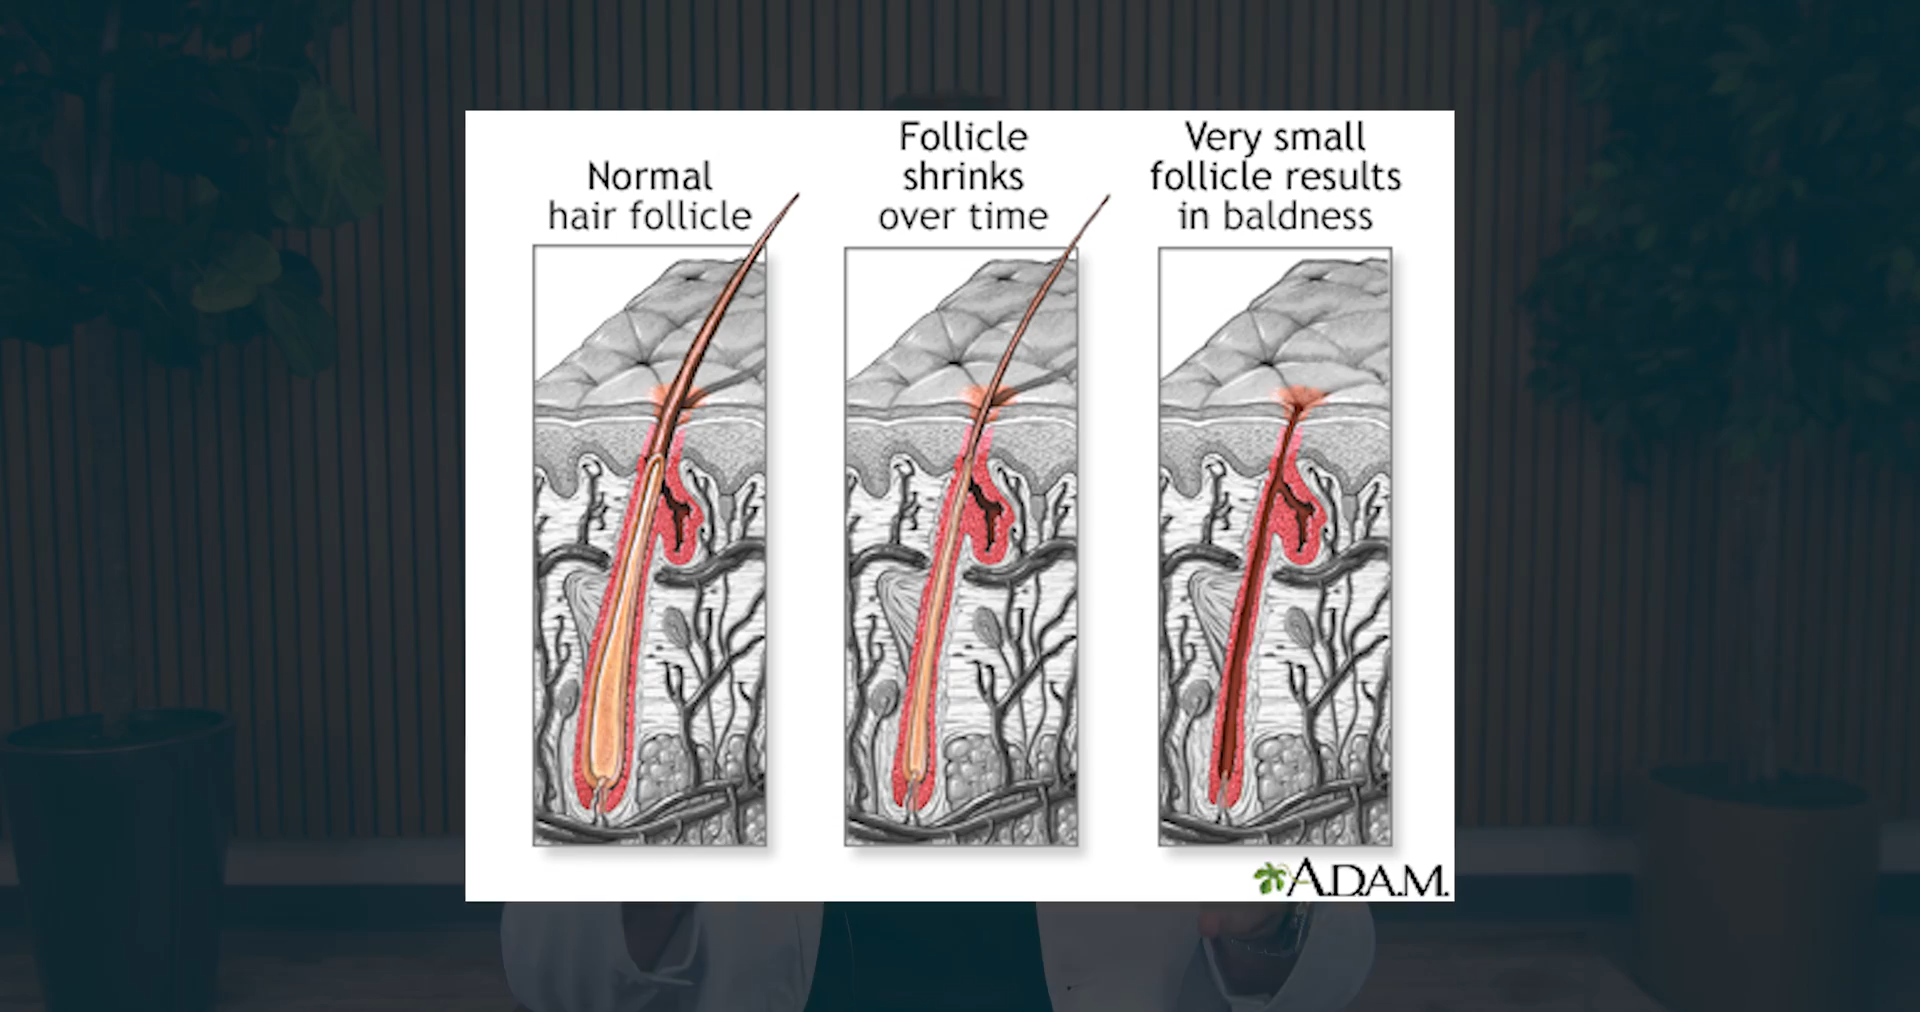 Normal
hair follicle
Follicle
shrinks
over time
Very small
follicle results
in baldness
A.D.A.M.